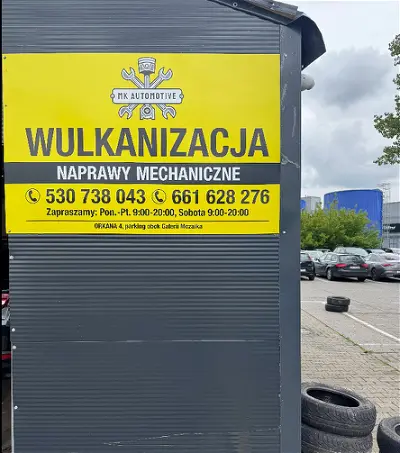 MK AUTOMOTIVE
WULKANIZACJA
NAPRAWY MECHANICZNE
530 738 043 661 628 276
Zapraszamy: Pon.-Pt. 9:00-20:00, Sobota 9:00-20:00
ORKANA 4, parking obok Galerii Mozaika